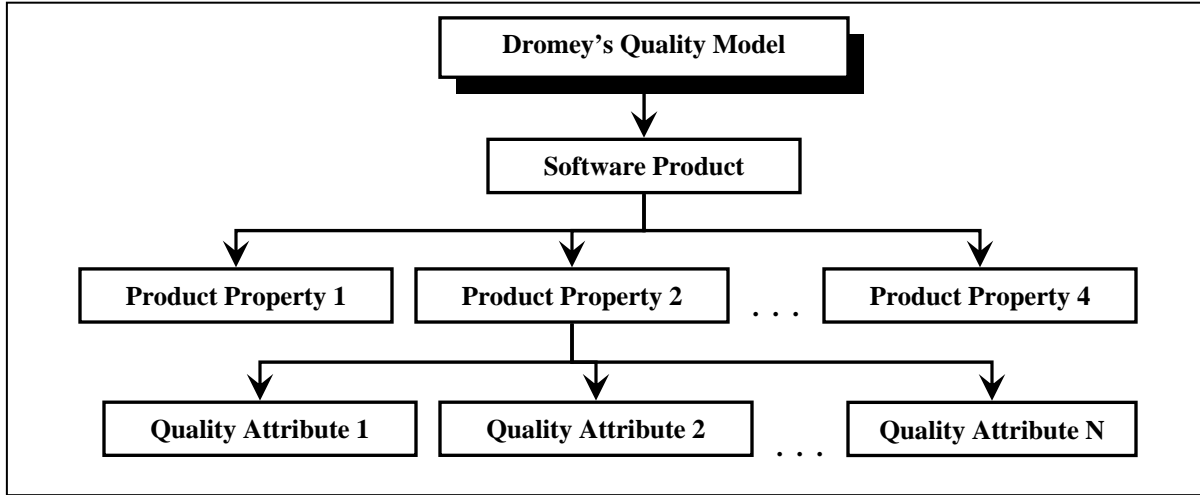 Dromey’s Quality Model
Software Product
Product Property 1
Product Property 2
. . .
Product Property 4
Quality Attribute 1
Quality Attribute 2
. . .
Quality Attribute N